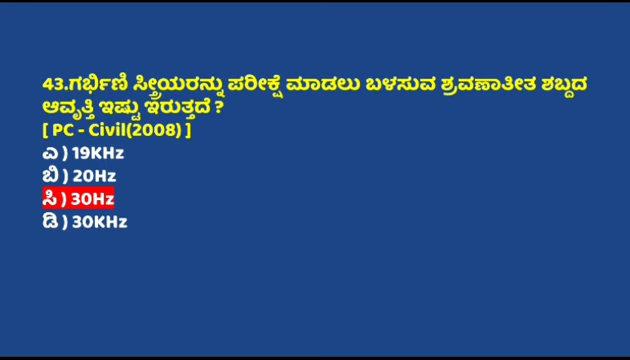 43.ಗರ್ಭಿಣಿ ಸ್ತ್ರೀಯರನ್ನು ಪರೀಕ್ಷೆ ಮಾಡಲು ಬಳಸುವ ಶ್ರವಣಾತೀತ ಶಬ್ದದ
ಆವೃತ್ತಿ ಇಷ್ಟು ಇರುತ್ತದೆ ?
[ PC - Civil(2008) ]
ಎ ) 19KHz
ಬಿ ) 20Hz
ಸಿ ) 30Hz
ಡಿ ) 30KHz